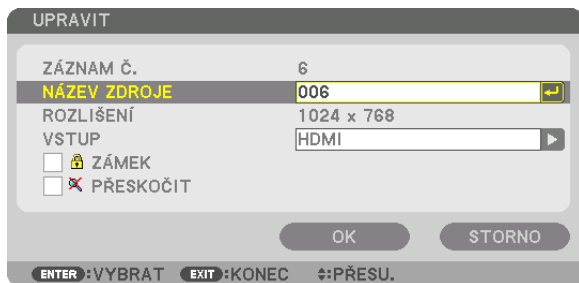 UPRAVIT
ZÁZNAM Č. 6
NÁZEV ZDROJE 006
ROZLIŠENÍ 1024 x 768
VSTUP HDMI
ZÁMEK
PŘESKOČIT
OK STORNO
ENTER :VYBRAT EXIT :KONEC :PŘESU.